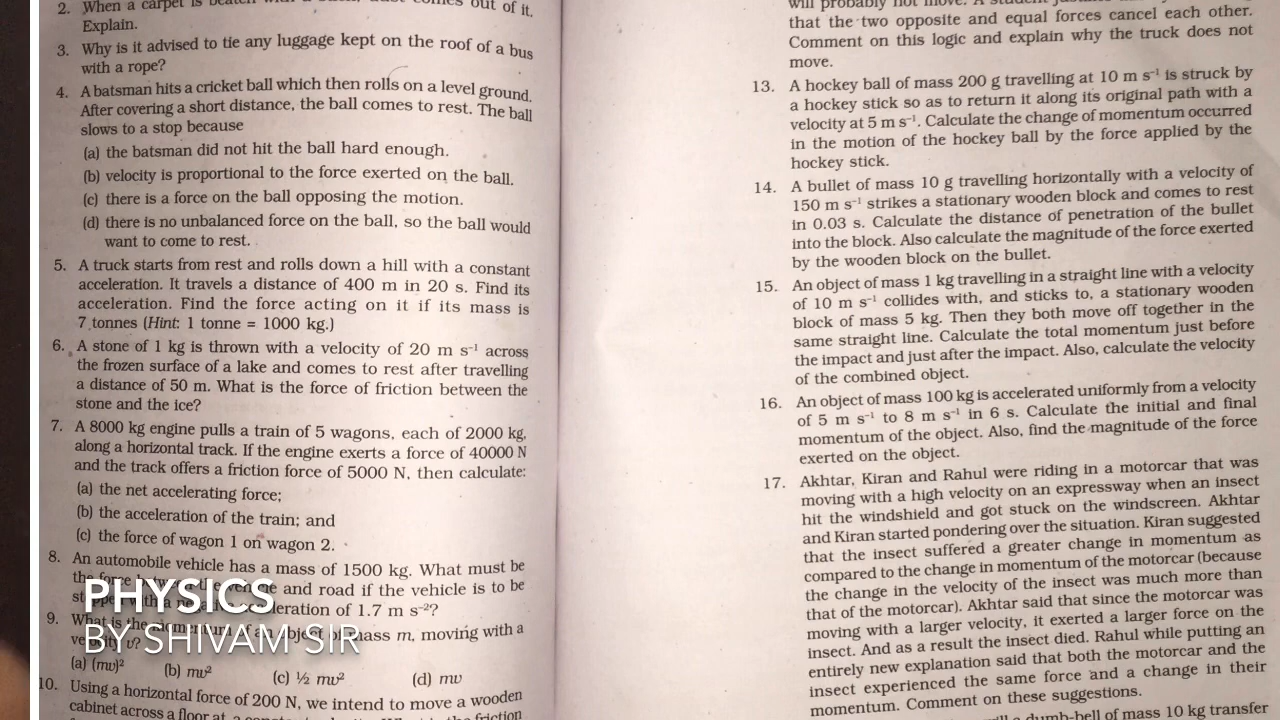 2. When a carpet is beaten with a stick, dust comes out of it,
Explain.
3. Why is it advised to tie any luggage kept on the roof of a bus
with a rope?
4. A batsman hits a cricket ball which then rolls on a level ground.
After covering a short distance, the ball comes to rest. The ball
slows to a stop because
(a) the batsman did not hit the ball hard enough.
(b) velocity is proportional to the force exerted on the ball.
(c) there is a force on the ball opposing the motion.
(d) there is no unbalanced force on the ball, so the ball would
want to come to rest.
5. A truck starts from rest and rolls down a hill with a constant
acceleration. It travels a distance of 400 m in 20 s. Find its
acceleration. Find the force acting on it if its mass is
7 tonnes (Hint: 1 tonne = 1000 kg.)
6. A stone of 1 kg is thrown with a velocity of 20 m s⁻¹ across
the frozen surface of a lake and comes to rest after travelling
a distance of 50 m. What is the force of friction between the
stone and the ice?
7. A 8000 kg engine pulls a train of 5 wagons, each of 2000 kg,
along a horizontal track. If the engine exerts a force of 40000 N
and the track offers a friction force of 5000 N, then calculate:
(a) the net accelerating force;
(b) the acceleration of the train; and
(c) the force of wagon 1 on wagon 2.
8. An automobile vehicle has a mass of 1500 kg. What must be
the force between the vehicle and road if the vehicle is to be
stopped with a negative acceleration of 1.7 m s⁻²?
9. What is the momentum of an object of mass m, moving with a
velocity v?
(a) (mv)² (b) mv² (c) ½ mv² (d) mv
10. Using a horizontal force of 200 N, we intend to move a wooden
cabinet across a floor at a friction
PHYSICS
BY SHIVAM SIR
will probably not move. A student
that the two opposite and equal forces cancel each other.
Comment on this logic and explain why the truck does not
move.
13. A hockey ball of mass 200 g travelling at 10 m s⁻¹ is struck by
a hockey stick so as to return it along its original path with a
velocity at 5 m s⁻¹. Calculate the change of momentum occurred
in the motion of the hockey ball by the force applied by the
hockey stick.
14. A bullet of mass 10 g travelling horizontally with a velocity of
150 m s⁻¹ strikes a stationary wooden block and comes to rest
in 0.03 s. Calculate the distance of penetration of the bullet
into the block. Also calculate the magnitude of the force exerted
by the wooden block on the bullet.
15. An object of mass 1 kg travelling in a straight line with a velocity
of 10 m s⁻¹ collides with, and sticks to, a stationary wooden
block of mass 5 kg. Then they both move off together in the
same straight line. Calculate the total momentum just before
the impact and just after the impact. Also, calculate the velocity
of the combined object.
16. An object of mass 100 kg is accelerated uniformly from a velocity
of 5 m s⁻¹ to 8 m s⁻¹ in 6 s. Calculate the initial and final
momentum of the object. Also, find the magnitude of the force
exerted on the object.
17. Akhtar, Kiran and Rahul were riding in a motorcar that was
moving with a high velocity on an expressway when an insect
hit the windshield and got stuck on the windscreen. Akhtar
and Kiran started pondering over the situation. Kiran suggested
that the insect suffered a greater change in momentum as
compared to the change in momentum of the motorcar (because
the change in the velocity of the insect was much more than
that of the motorcar). Akhtar said that since the motorcar was
moving with a larger velocity, it exerted a larger force on the
insect. And as a result the insect died. Rahul while putting an
entirely new explanation said that both the motorcar and the
insect experienced the same force and a change in their
momentum. Comment on these suggestions.
dumb-bell of mass 10 kg transfer